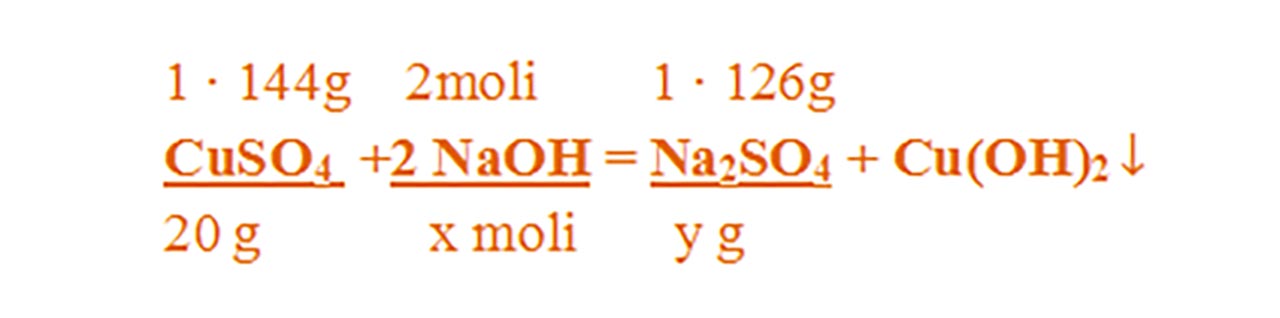 1 · 144g 2moli 1 · 126g
CuSO₄ +2 NaOH = Na₂SO₄ + Cu(OH)₂↓
20 g x moli y g